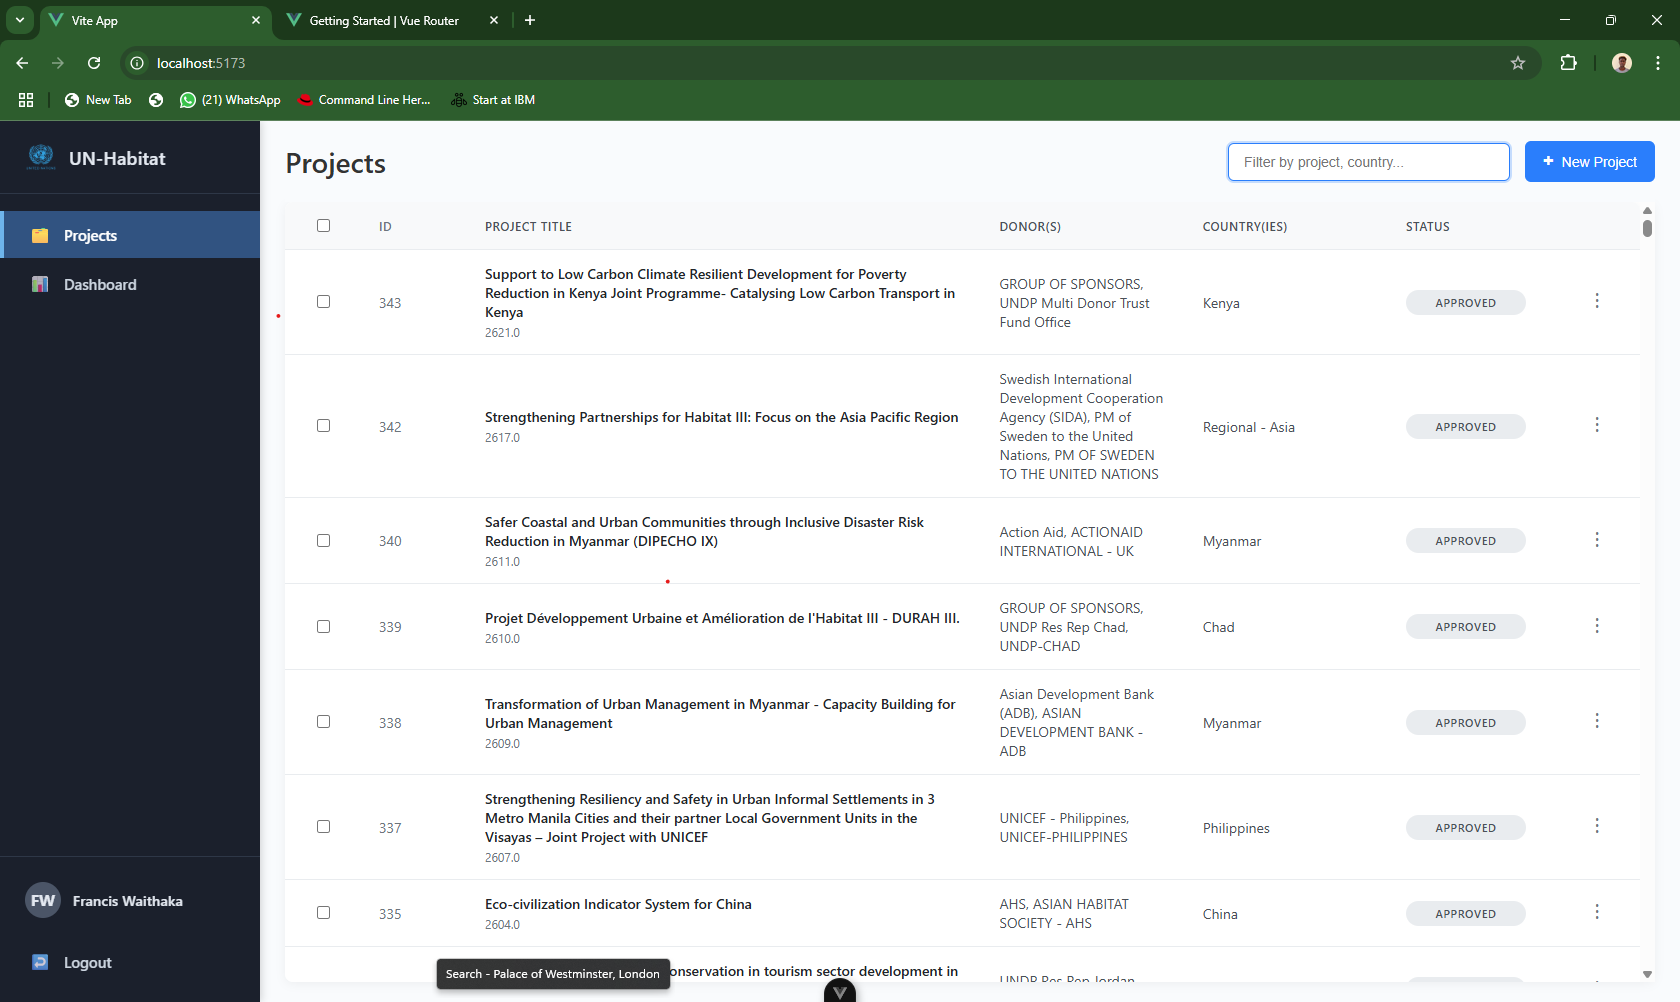 Vite App
Getting Started | Vue Router
localhost:5173
New Tab
(21) WhatsApp
Command Line Her...
Start at IBM
UN-Habitat
Projects
Dashboard
Francis Waithaka
FW
Logout
Projects
Filter by project, country...
+ New Project
ID
PROJECT TITLE
DONOR(S)
COUNTRY(IES)
STATUS
343
Support to Low Carbon Climate Resilient Development for Poverty
Reduction in Kenya Joint Programme- Catalysing Low Carbon Transport in
Kenya
2621.0
GROUP OF SPONSORS,
UNDP Multi Donor Trust
Fund Office
Kenya
APPROVED
342
Strengthening Partnerships for Habitat III: Focus on the Asia Pacific Region
2617.0
Swedish International
Development Cooperation
Agency (SIDA), PM of
Sweden to the United
Nations, PM OF SWEDEN
TO THE UNITED NATIONS
Regional - Asia
APPROVED
340
Safer Coastal and Urban Communities through Inclusive Disaster Risk
Reduction in Myanmar (DIPECHO IX)
2611.0
Action Aid, ACTIONAID
INTERNATIONAL - UK
Myanmar
APPROVED
339
Projet Développement Urbaine et Amélioration de l'Habitat III - DURAH III.
2610.0
GROUP OF SPONSORS,
UNDP Res Rep Chad,
UNDP-CHAD
Chad
APPROVED
338
Transformation of Urban Management in Myanmar - Capacity Building for
Urban Management
2609.0
Asian Development Bank
(ADB), ASIAN
DEVELOPMENT BANK -
ADB
Myanmar
APPROVED
337
Strengthening Resiliency and Safety in Urban Informal Settlements in 3
Metro Manila Cities and their partner Local Government Units in the
Visayas – Joint Project with UNICEF
2607.0
UNICEF - Philippines,
UNICEF-PHILIPPINES
Philippines
APPROVED
335
Eco-civilization Indicator System for China
2604.0
AHS, ASIAN HABITAT
SOCIETY - AHS
China
APPROVED
onservation in tourism sector development in
UNDP Res Rep Jordan,
Search - Palace of Westminster, London